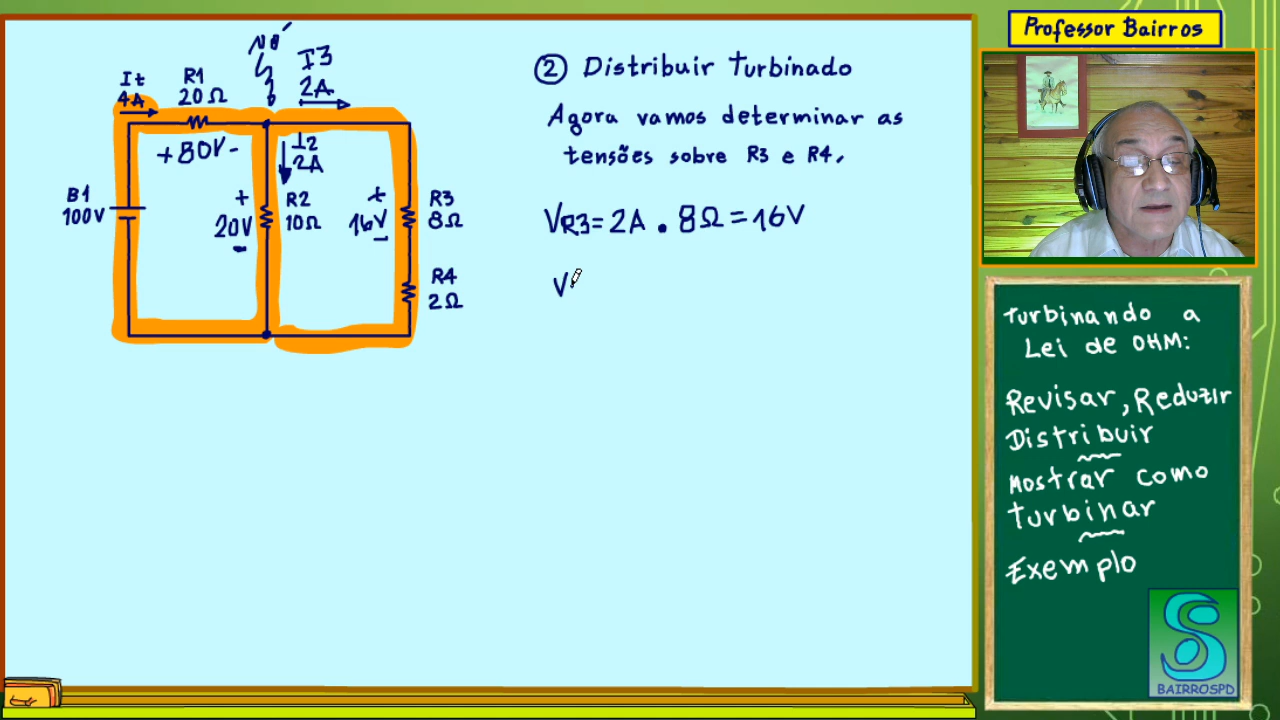 NÓ
It
4A
R1
20Ω
I3
2A
+80V-
I2
2A
B1
100V
+
20V
-
R2
10Ω
+
16V
-
R3
8Ω
R4
2Ω
② Distribuir Turbinado
Agora vamos determinar as
tensões sobre R3 e R4.
VR3=2A . 8Ω=16V
V
Professor Bairros
Turbinando a
Lei de OHM:
Revisar, Reduzir
Distribuir
Mostrar como
Turbinar
Exemplo
BAIRROSPD